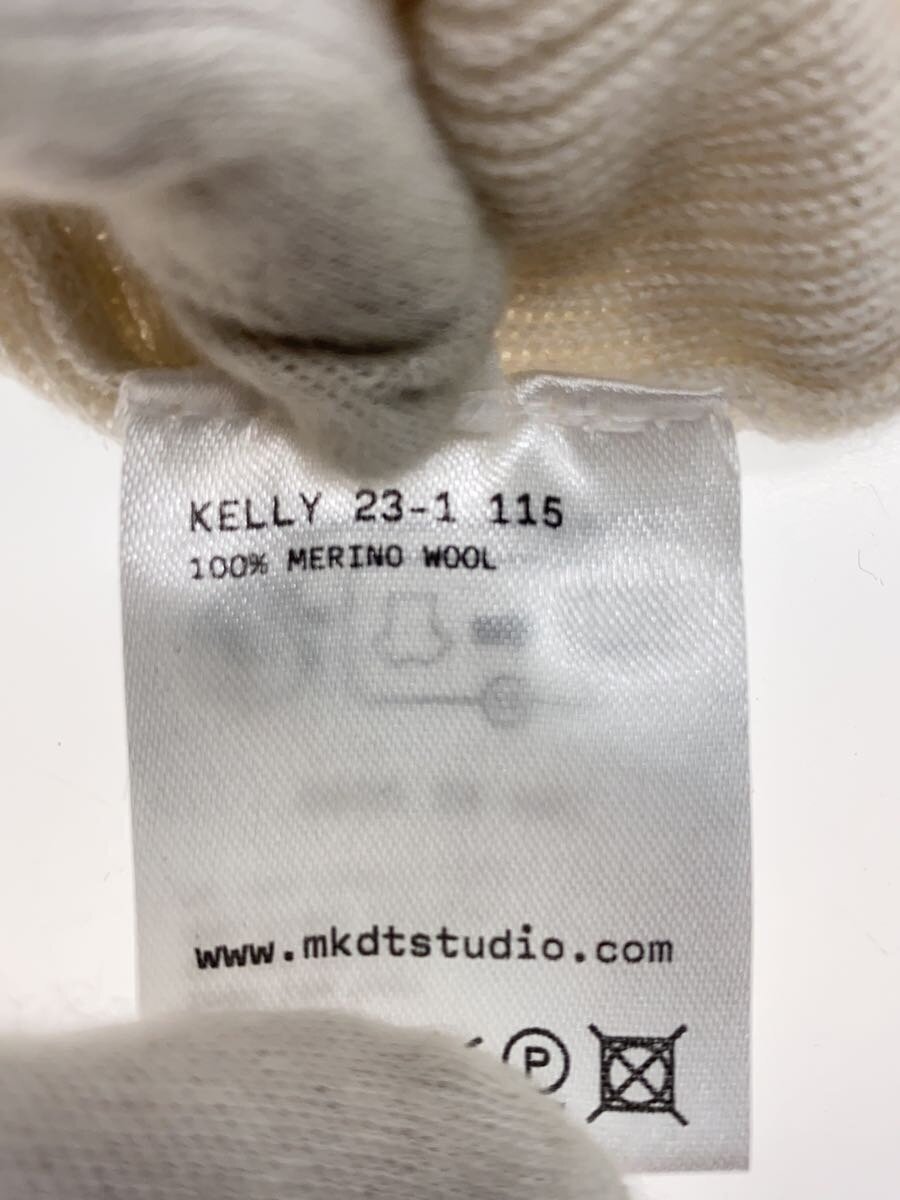 KELLY 23-1 115
100% MERINO WOOL
www.mkdtstudio.com
P